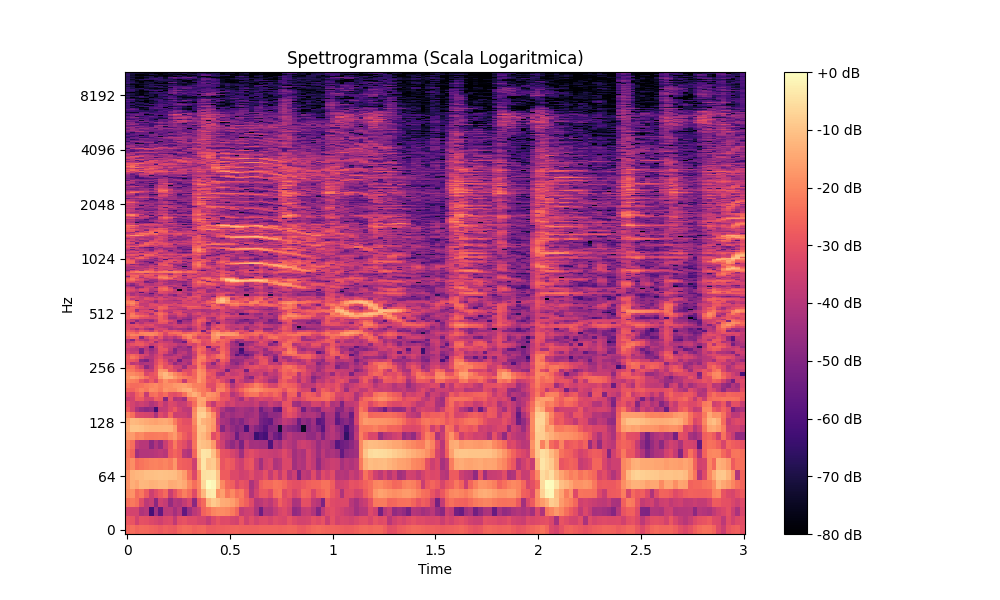 Spettrogramma (Scala Logaritmica)
Hz
8192
4096
2048
1024
512
256
128
64
0
0 0.5 1 1.5 2 2.5 3
Time
+0 dB
-10 dB
-20 dB
-30 dB
-40 dB
-50 dB
-60 dB
-70 dB
-80 dB